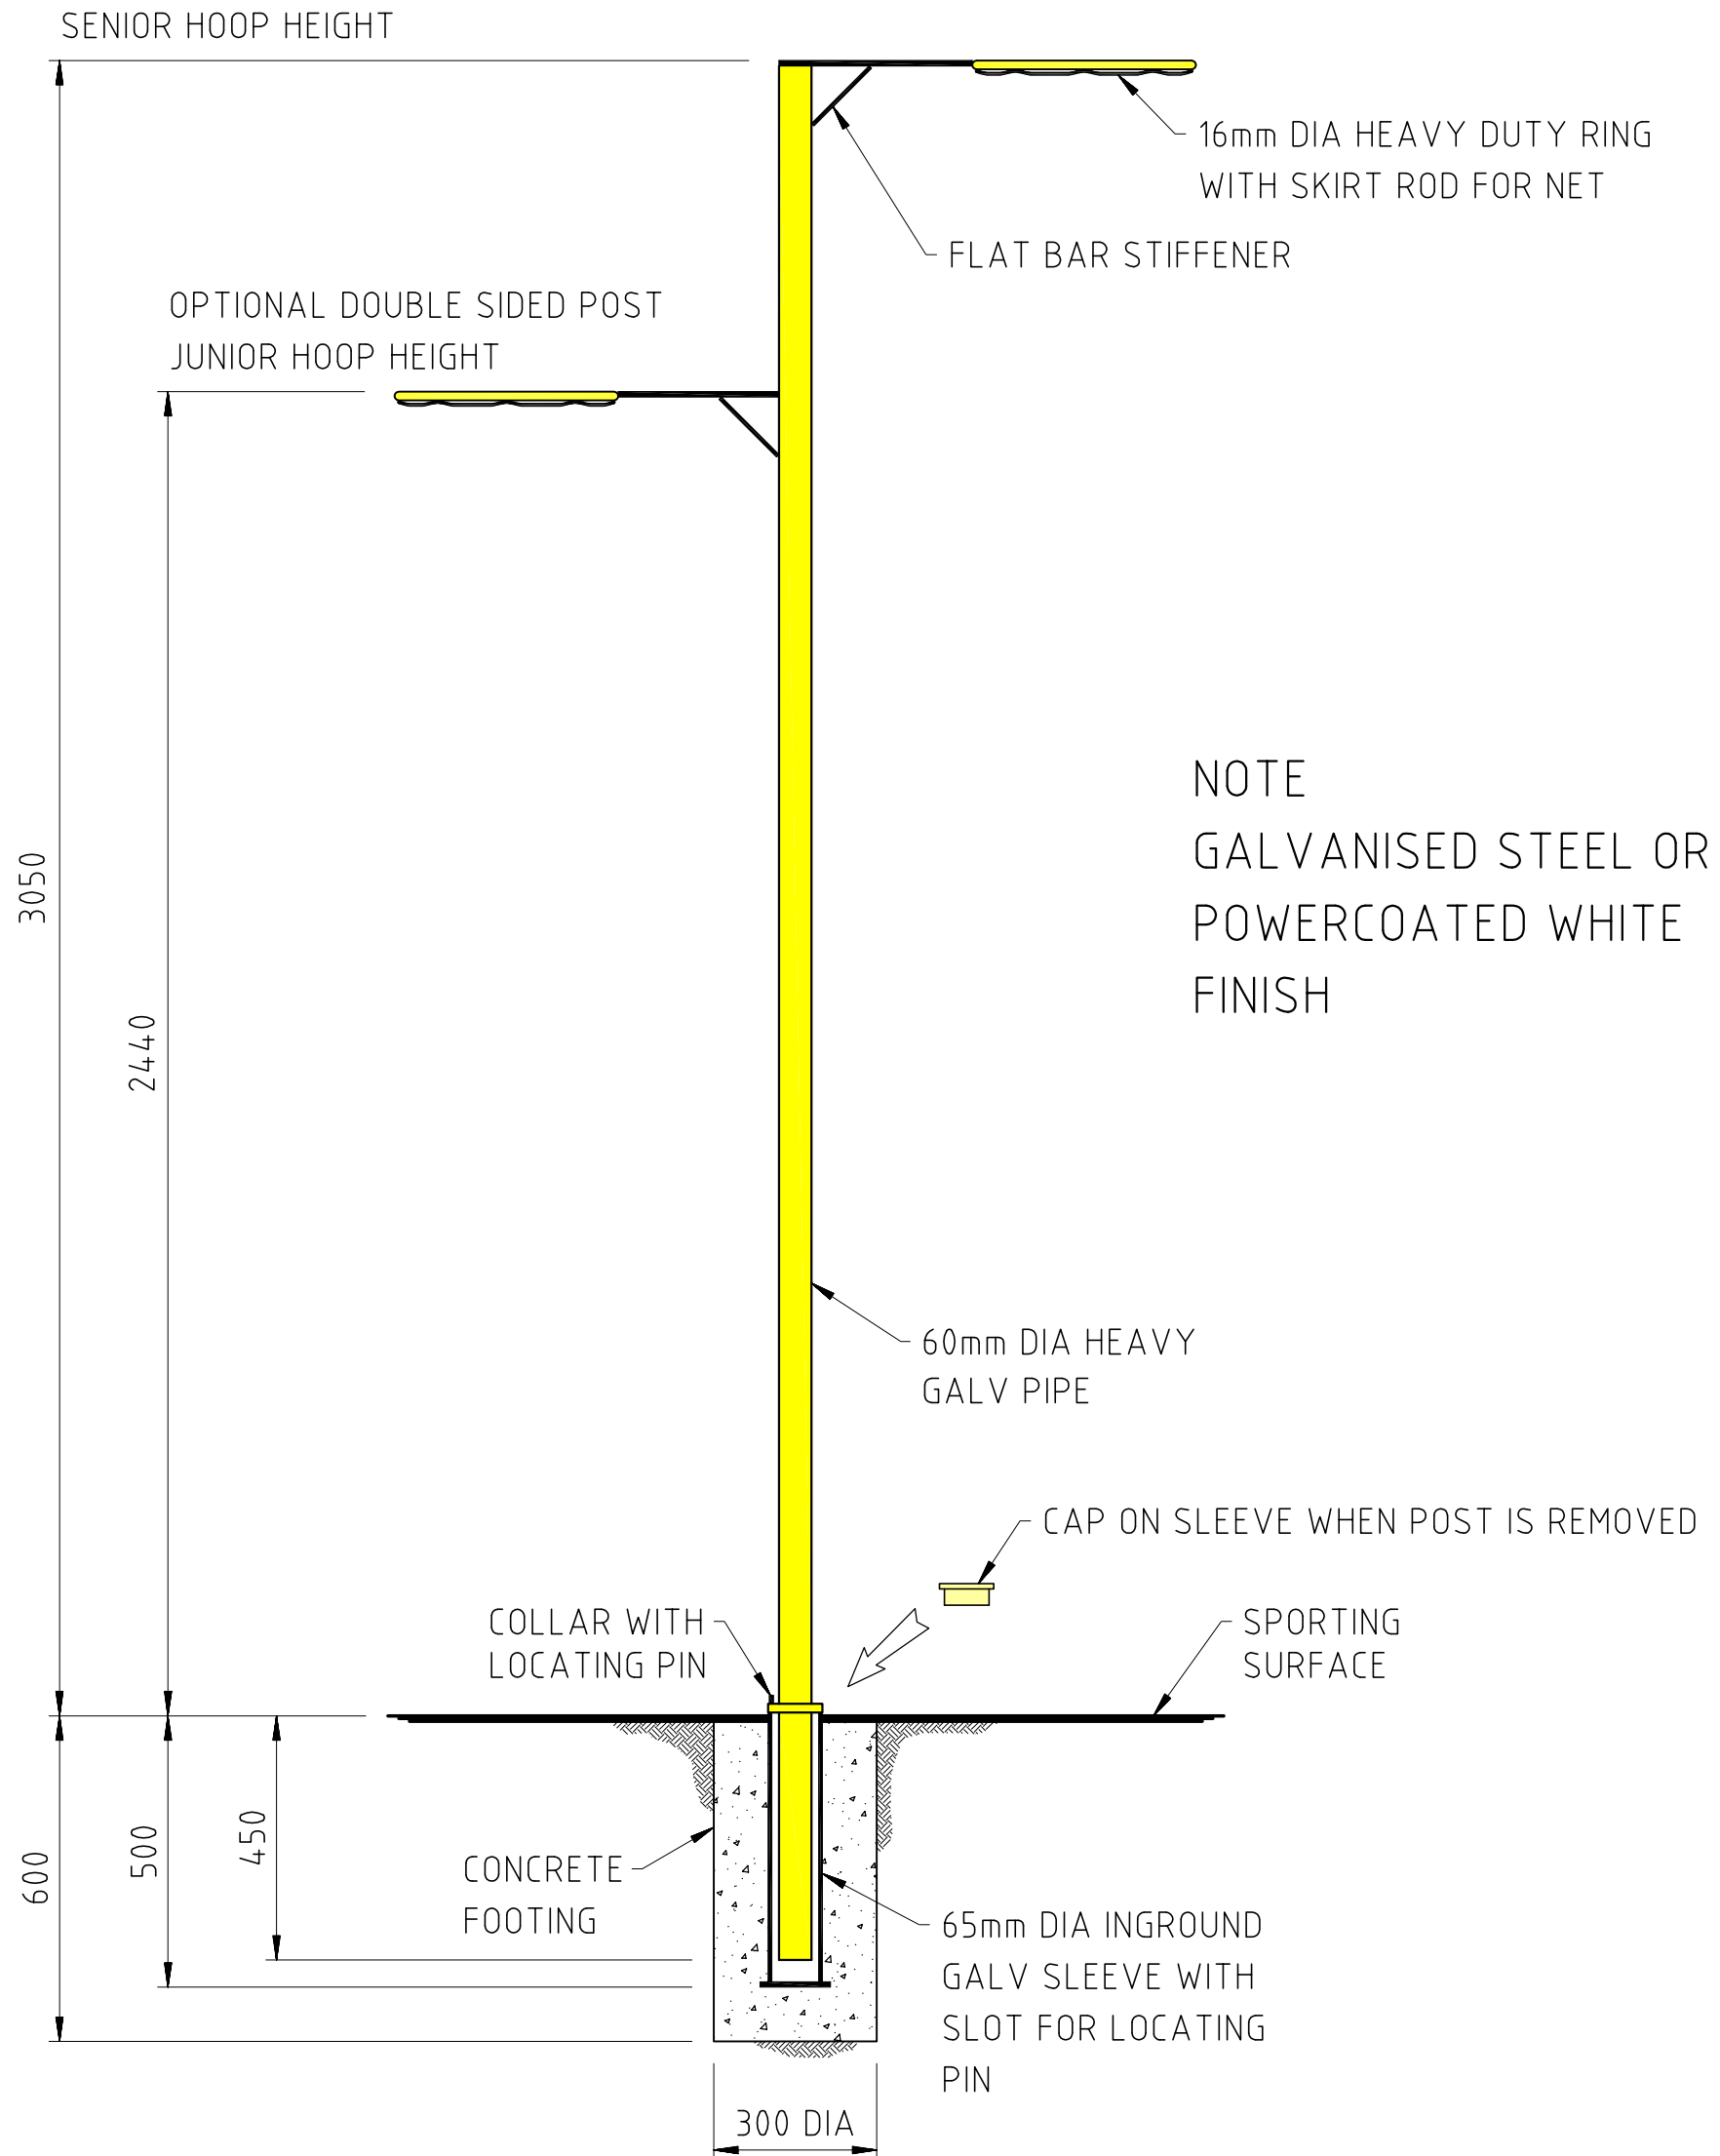 SENIOR HOOP HEIGHT
16mm DIA HEAVY DUTY RING
WITH SKIRT ROD FOR NET
FLAT BAR STIFFENER
OPTIONAL DOUBLE SIDED POST
JUNIOR HOOP HEIGHT
NOTE
GALVANISED STEEL OR
POWERCOATED WHITE
FINISH
3050
2440
60mm DIA HEAVY
GALV PIPE
CAP ON SLEEVE WHEN POST IS REMOVED
COLLAR WITH
LOCATING PIN
SPORTING
SURFACE
600
500
450
CONCRETE
FOOTING
65mm DIA INGROUND
GALV SLEEVE WITH
SLOT FOR LOCATING
PIN
300 DIA